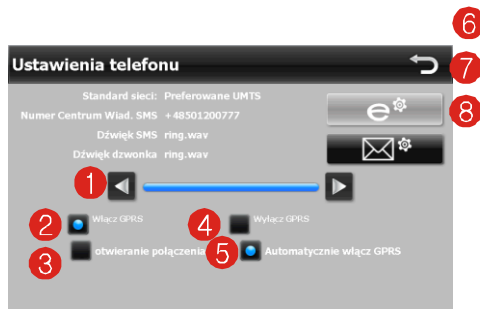 6
Ustawienia telefonu
7
Standard sieci: Preferowane UMTS
8
Numer Centrum Wiad. SMS +48501200777
Dźwięk SMS ring.wav
Dźwięk dzwonka ring.wav
1
2 Włącz GPRS 4 Wyłącz GPRS
3 otwieranie połączenia 5 Automatycznie włącz GPRS